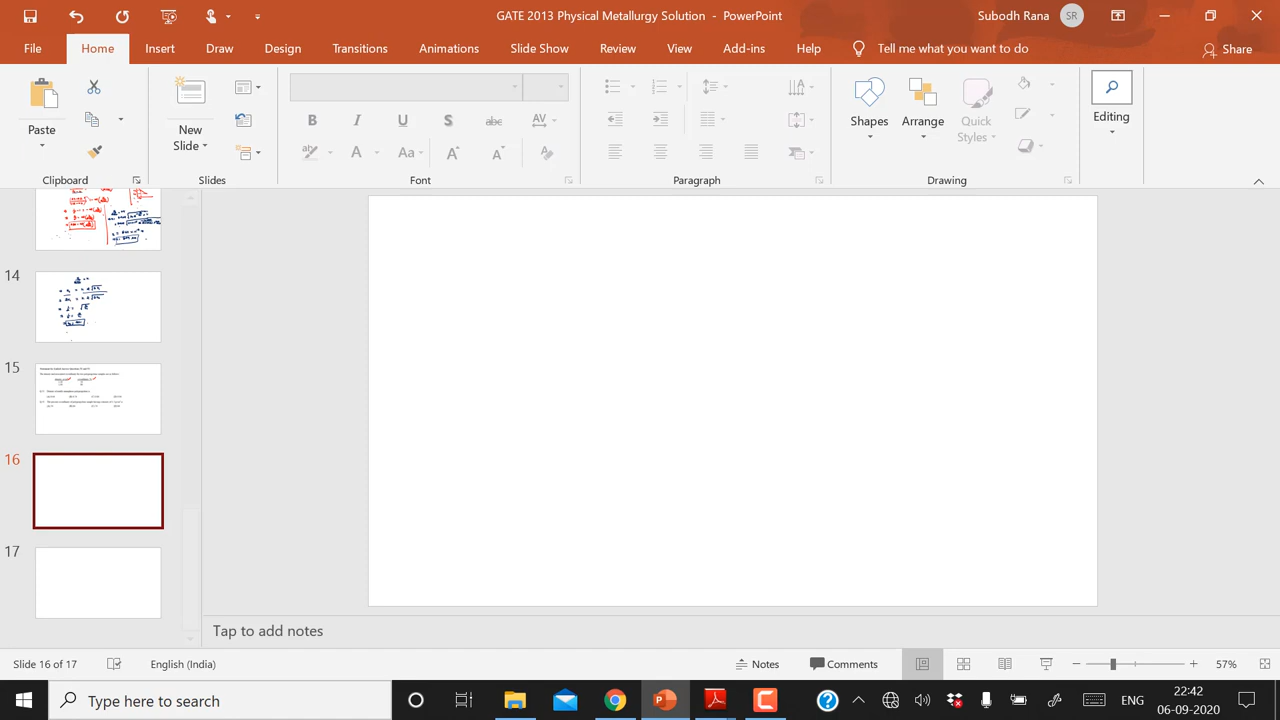 GATE 2013 Physical Metallurgy Solution - PowerPoint
Subodh Rana SR
File Home Insert Draw Design Transitions Animations Slide Show Review View Add-ins Help Tell me what you want to do Share
Paste
New Slide
B I U S abc AV
A Aa A A
Shapes
Arrange
Quick Styles
Editing
Clipboard Slides Font Paragraph Drawing
14
15
16
17
Tap to add notes
Slide 16 of 17 English (India) Notes Comments 57%
Type here to search
ENG
22:42
06-09-2020